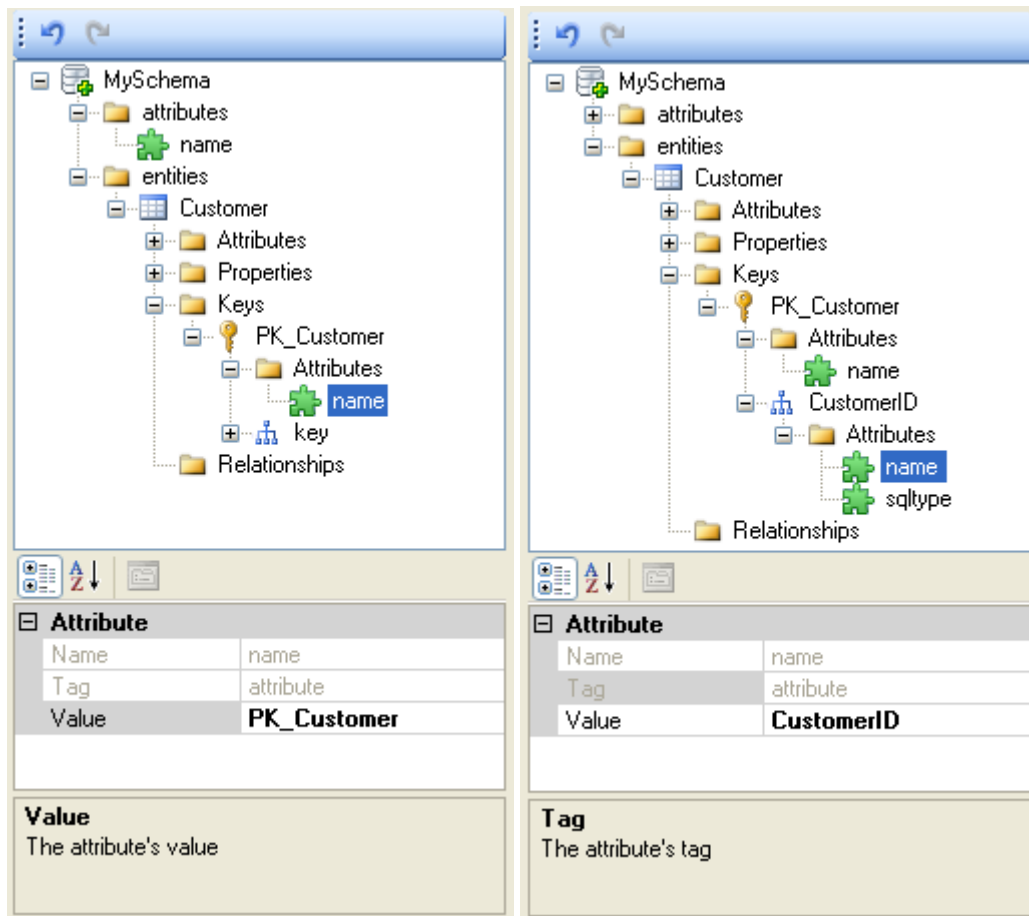 MySchema
attributes
name
entities
Customer
Attributes
Properties
Keys
PK_Customer
Attributes
name
key
Relationships
A
Z
Attribute
Name name
Tag attribute
Value PK_Customer
Value
The attribute's value
MySchema
attributes
entities
Customer
Attributes
Properties
Keys
PK_Customer
Attributes
name
CustomerID
Attributes
name
sqltype
Relationships
A
Z
Attribute
Name name
Tag attribute
Value CustomerID
Tag
The attribute's tag